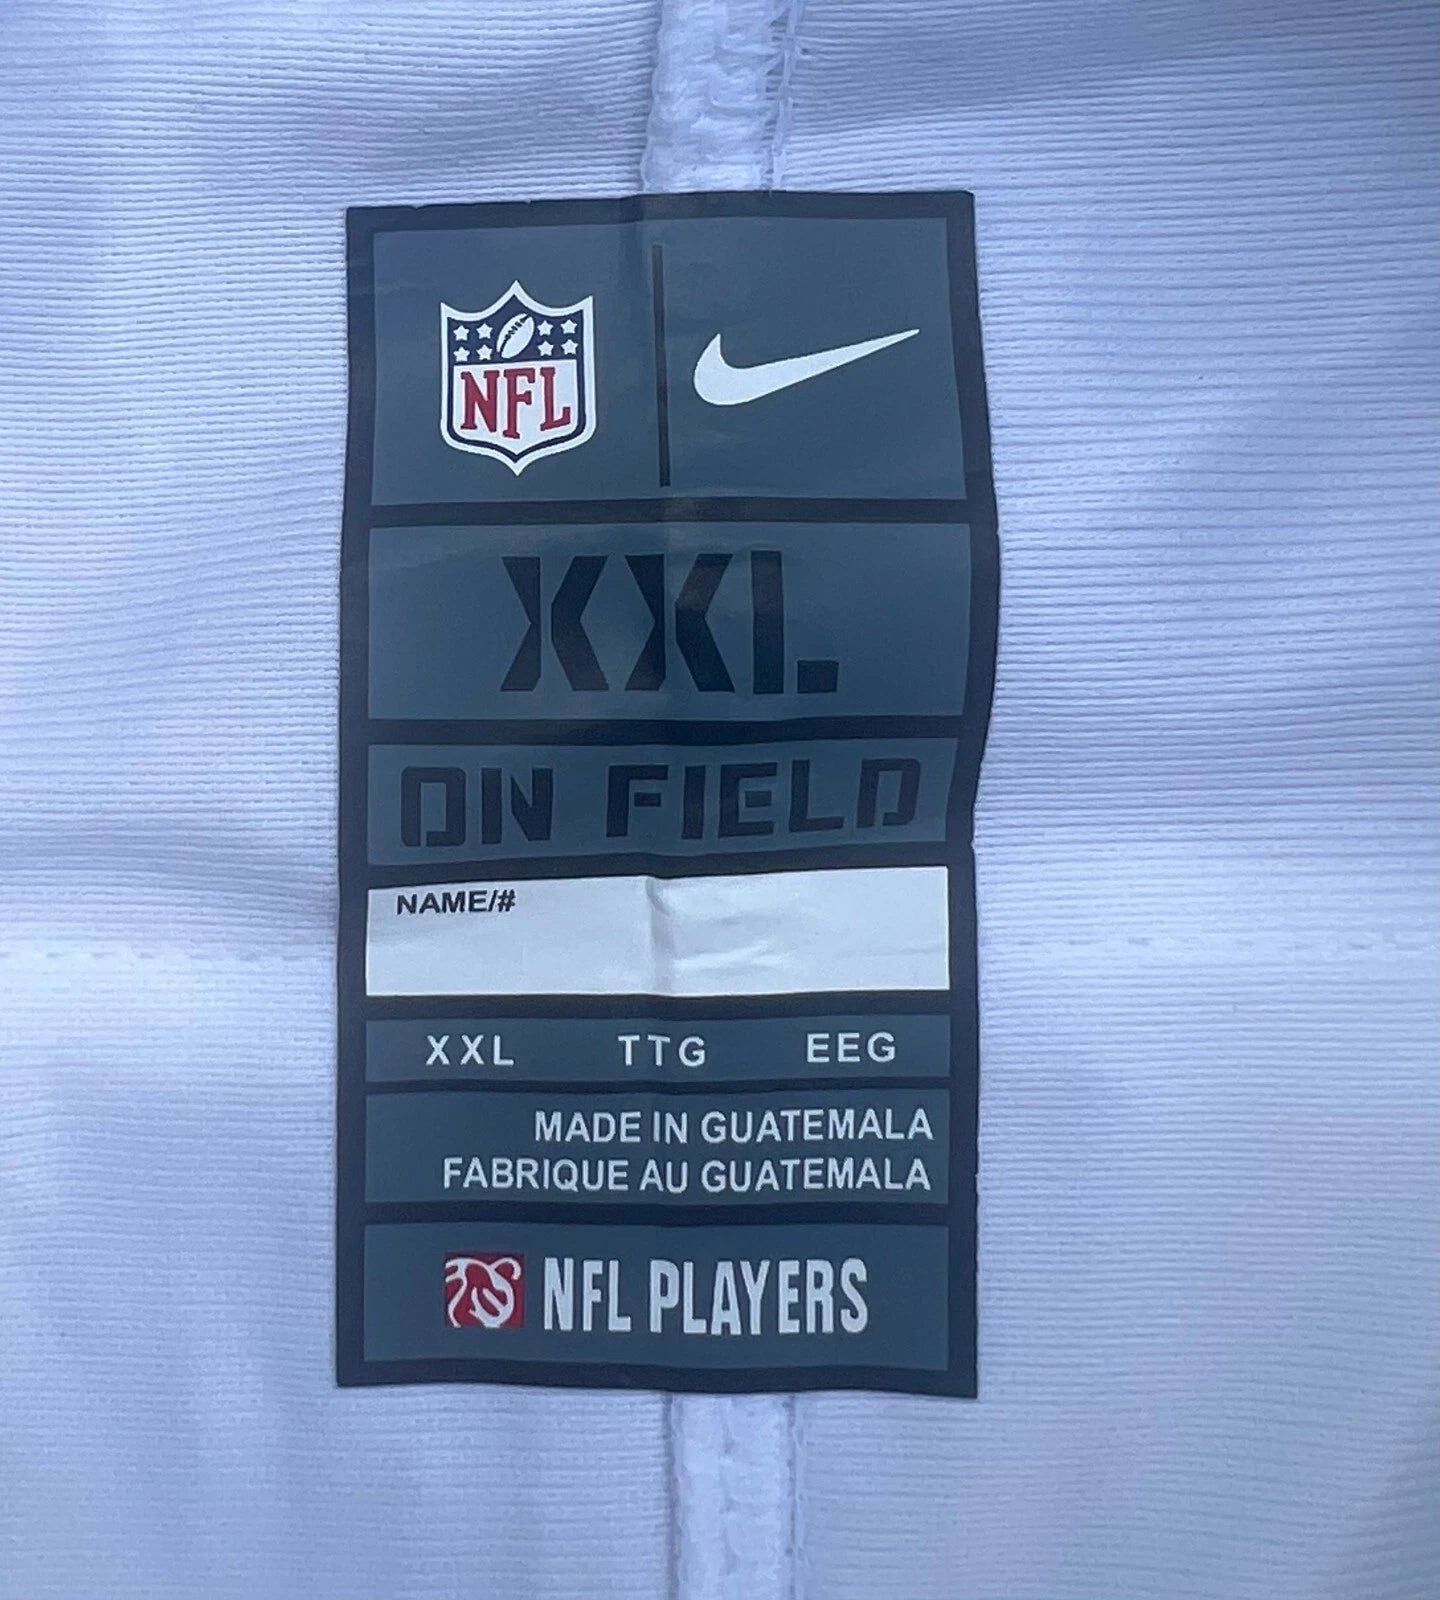 NFL
XXL
ON FIELD
NAME/#
XXL TTG EEG
MADE IN GUATEMALA
FABRIQUE AU GUATEMALA
NFL PLAYERS